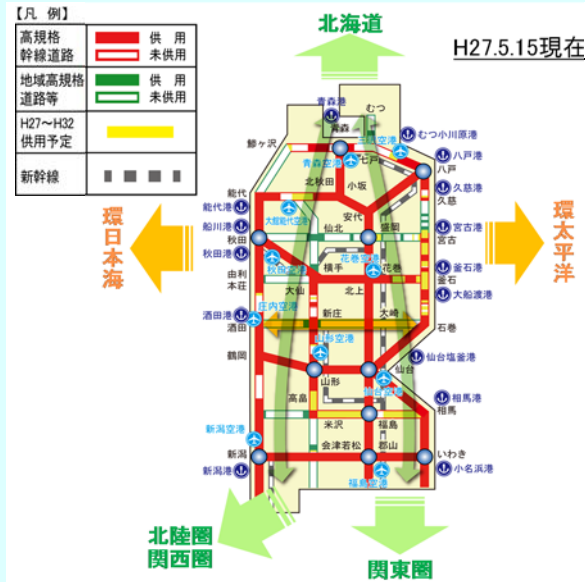 【凡 例】
高規格
幹線道路
供 用
未供用
地域高規格
道路等
供 用
未供用
H27～H32
供用予定
新幹線
H27.5.15現在
北海道
環日本海
環太平洋
北陸圏
関西圏
関東圏
青森港
むつ
青森
三沢空港
むつ小川原港
鰺ヶ沢
青森空港
七戸
八戸港
八戸
北秋田
小坂
久慈港
久慈
能代
能代港
大館能代空港
安代
船川港
仙北
盛岡
宮古港
宮古
秋田
秋田港
秋田空港
横手
花巻空港
花巻
釜石港
釜石
由利
本荘
大仙
北上
大船渡港
庄内空港
酒田港
酒田
新庄
大崎
石巻
山形空港
鶴岡
仙台塩釜港
仙台
山形
仙台空港
高畠
相馬港
相馬
米沢
福島
新潟空港
会津若松
郡山
新潟
いわき
新潟港
福島空港
小名浜港